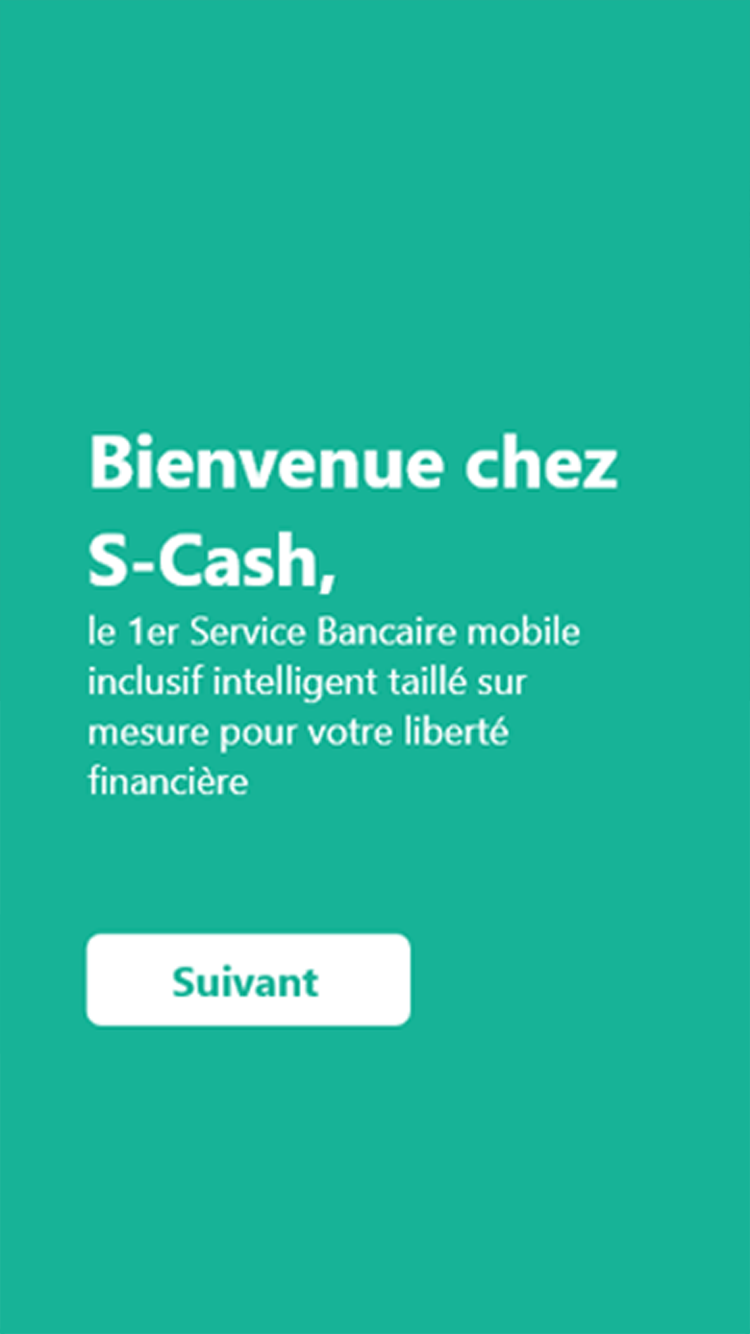 Bienvenue chez
S-Cash,
le 1er Service Bancaire mobile
inclusif intelligent taillé sur
mesure pour votre liberté
financière
Suivant